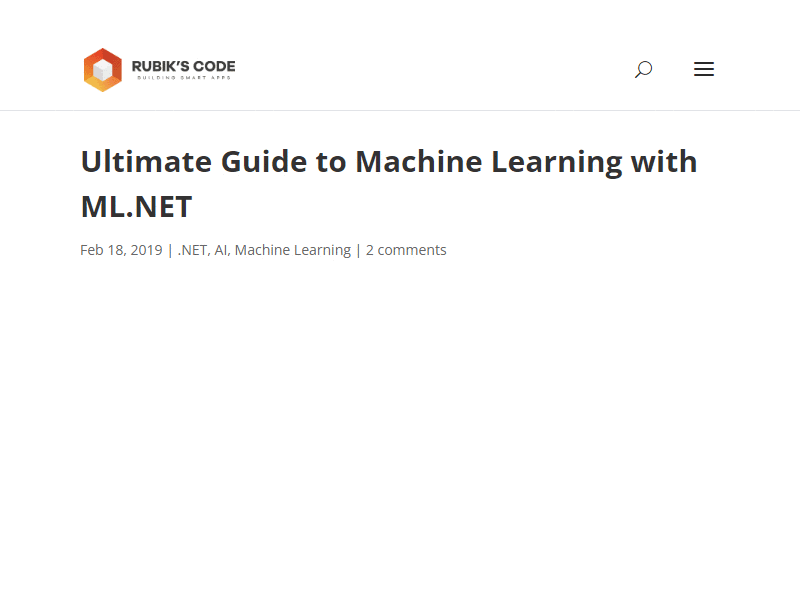 RUBIK'S CODE
BUILDING SMART APPS
Ultimate Guide to Machine Learning with
ML.NET
Feb 18, 2019 | .NET, AI, Machine Learning | 2 comments